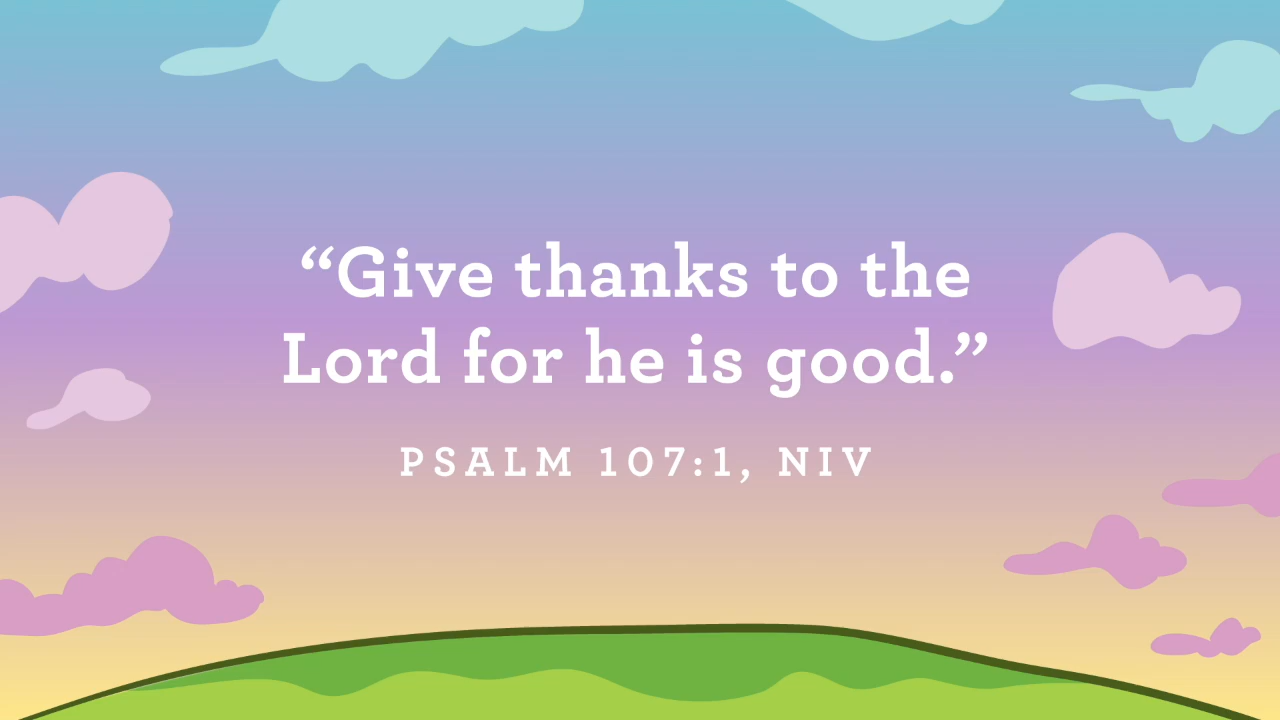 “Give thanks to the
Lord for he is good.”
PSALM 107:1, NIV